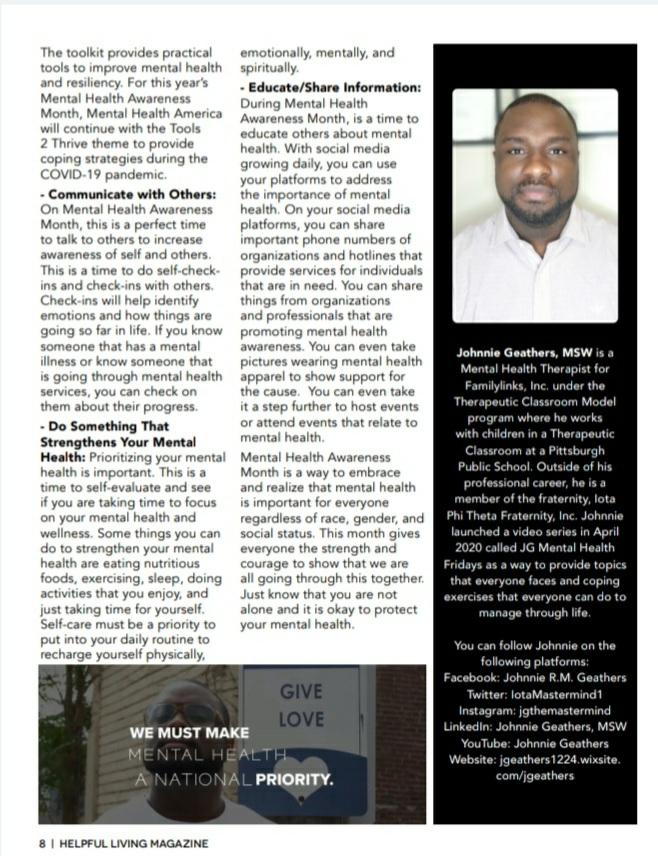 The toolkit provides practical
tools to improve mental health
and resiliency. For this year's
Mental Health Awareness
Month, Mental Health America
will continue with the Tools
2 Thrive theme to provide
coping strategies during the
COVID-19 pandemic.
- Communicate with Others:
On Mental Health Awareness
Month, this is a perfect time
to talk to others to increase
awareness of self and others.
This is a time to do self-check-
ins and check-ins with others.
Check-ins will help identify
emotions and how things are
going so far in life. If you know
someone that has a mental
illness or know someone that
is going through mental health
services, you can check on
them about their progress.
- Do Something That
Strengthens Your Mental
Health: Prioritizing your mental
health is important. This is a
time to self-evaluate and see
if you are taking time to focus
on your mental health and
wellness. Some things you can
do to strengthen your mental
health are eating nutritious
foods, exercising, sleep, doing
activities that you enjoy, and
just taking time for yourself.
Self-care must be a priority to
put into your daily routine to
recharge yourself physically,
emotionally, mentally, and
spiritually.
- Educate/Share Information:
During Mental Health
Awareness Month, is a time to
educate others about mental
health. With social media
growing daily, you can use
your platforms to address
the importance of mental
health. On your social media
platforms, you can share
important phone numbers of
organizations and hotlines that
provide services for individuals
that are in need. You can share
things from organizations
and professionals that are
promoting mental health
awareness. You can even take
pictures wearing mental health
apparel to show support for
the cause.  You can even take
it a step further to host events
or attend events that relate to
mental health.
Mental Health Awareness
Month is a way to embrace
and realize that mental health
is important for everyone
regardless of race, gender, and
social status. This month gives
everyone the strength and
courage to show that we are
all going through this together.
Just know that you are not
alone and it is okay to protect
your mental health.
GIVE
LOVE
WE MUST MAKE
MENTAL HEALTH
A NATIONAL PRIORITY.
Johnnie Geathers, MSW is a
Mental Health Therapist for
Familylinks, Inc. under the
Therapeutic Classroom Model
program where he works
with children in a Therapeutic
Classroom at a Pittsburgh
Public School. Outside of his
professional career, he is a
member of the fraternity, Iota
Phi Theta Fraternity, Inc. Johnnie
launched a video series in April
2020 called JG Mental Health
Fridays as a way to provide topics
that everyone faces and coping
exercises that everyone can do to
manage through life.
You can follow Johnnie on the
following platforms:
Facebook: Johnnie R.M. Geathers
Twitter: IotaMastermind1
Instagram: jgthemastermind
LinkedIn: Johnnie Geathers, MSW
YouTube: Johnnie Geathers
Website: jgeathers1224.wixsite.
com/jgeathers
8 | HELPFUL LIVING MAGAZINE